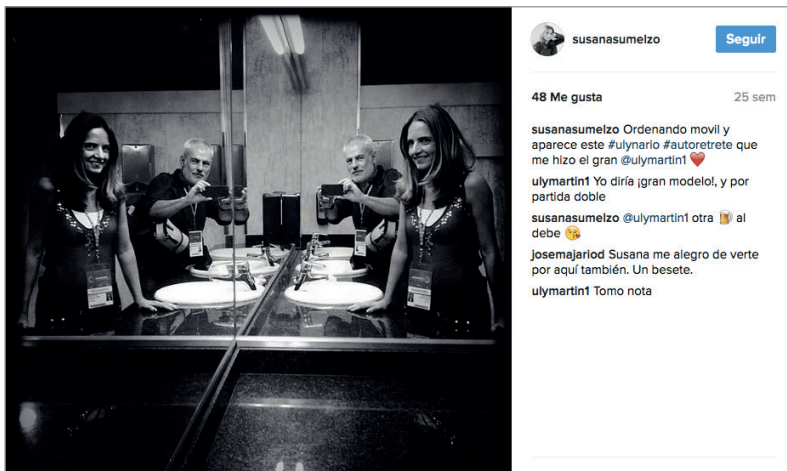 susanasumelzo
Seguir
48 Me gusta
25 sem
susanasumelzo Ordenando movil y
aparece este #ulynario #autoretrete que
me hizo el gran @ulymartin1 ❤️
ulymartin1 Yo diría ¡gran modelo!, y por
partida doble
susanasumelzo @ulymartin1 otra 🍺 al
debe 😘
josemajariod Susana me alegro de verte
por aquí también. Un besete.
ulymartin1 Tomo nota